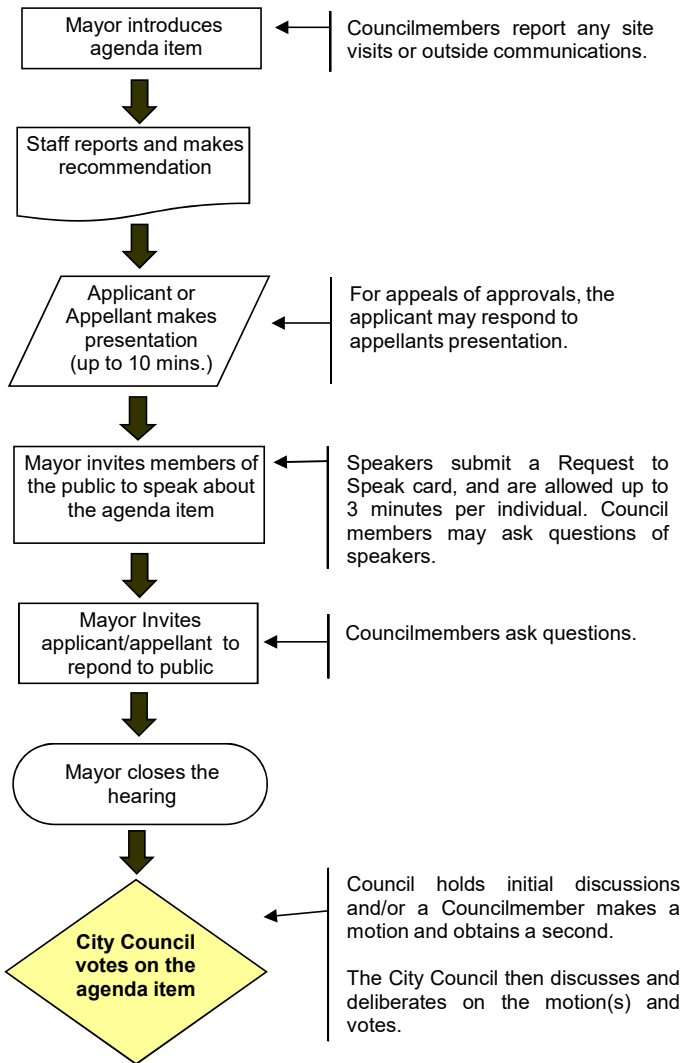 Mayor introduces
agenda item
Councilmembers report any site
visits or outside communications.
Staff reports and makes
recommendation
Applicant or
Appellant makes
presentation
(up to 10 mins.)
For appeals of approvals, the
applicant may respond to
appellants presentation.
Mayor invites members of
the public to speak about
the agenda item
Speakers submit a Request to
Speak card, and are allowed up to
3 minutes per individual. Council
members may ask questions of
speakers.
Mayor Invites
applicant/appellant to
repond to public
Councilmembers ask questions.
Mayor closes the
hearing
City Council
votes on the
agenda item
Council holds initial discussions
and/or a Councilmember makes a
motion and obtains a second.
The City Council then discusses and
deliberates on the motion(s) and
votes.